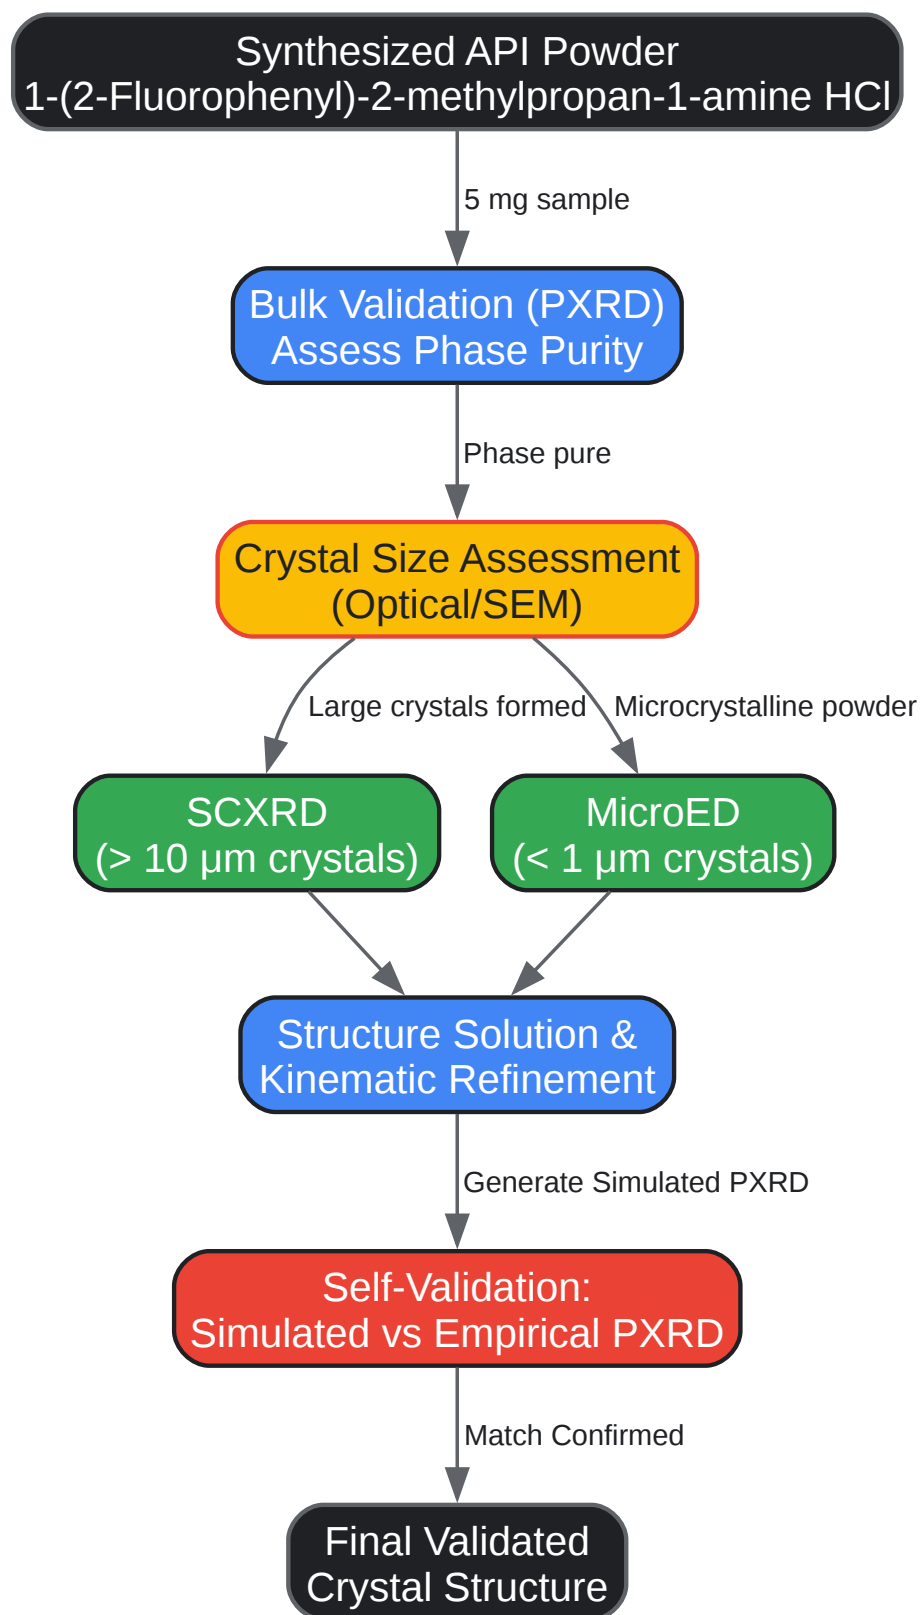 Synthesized API Powder
1-(2-Fluorophenyl)-2-methylpropan-1-amine HCl
5 mg sample
Bulk Validation (PXRD)
Assess Phase Purity
Phase pure
Crystal Size Assessment
(Optical/SEM)
Large crystals formed
Microcrystalline powder
SCXRD
(> 10 μm crystals)
MicroED
(< 1 μm crystals)
Structure Solution &
Kinematic Refinement
Generate Simulated PXRD
Self-Validation:
Simulated vs Empirical PXRD
Match Confirmed
Final Validated
Crystal Structure